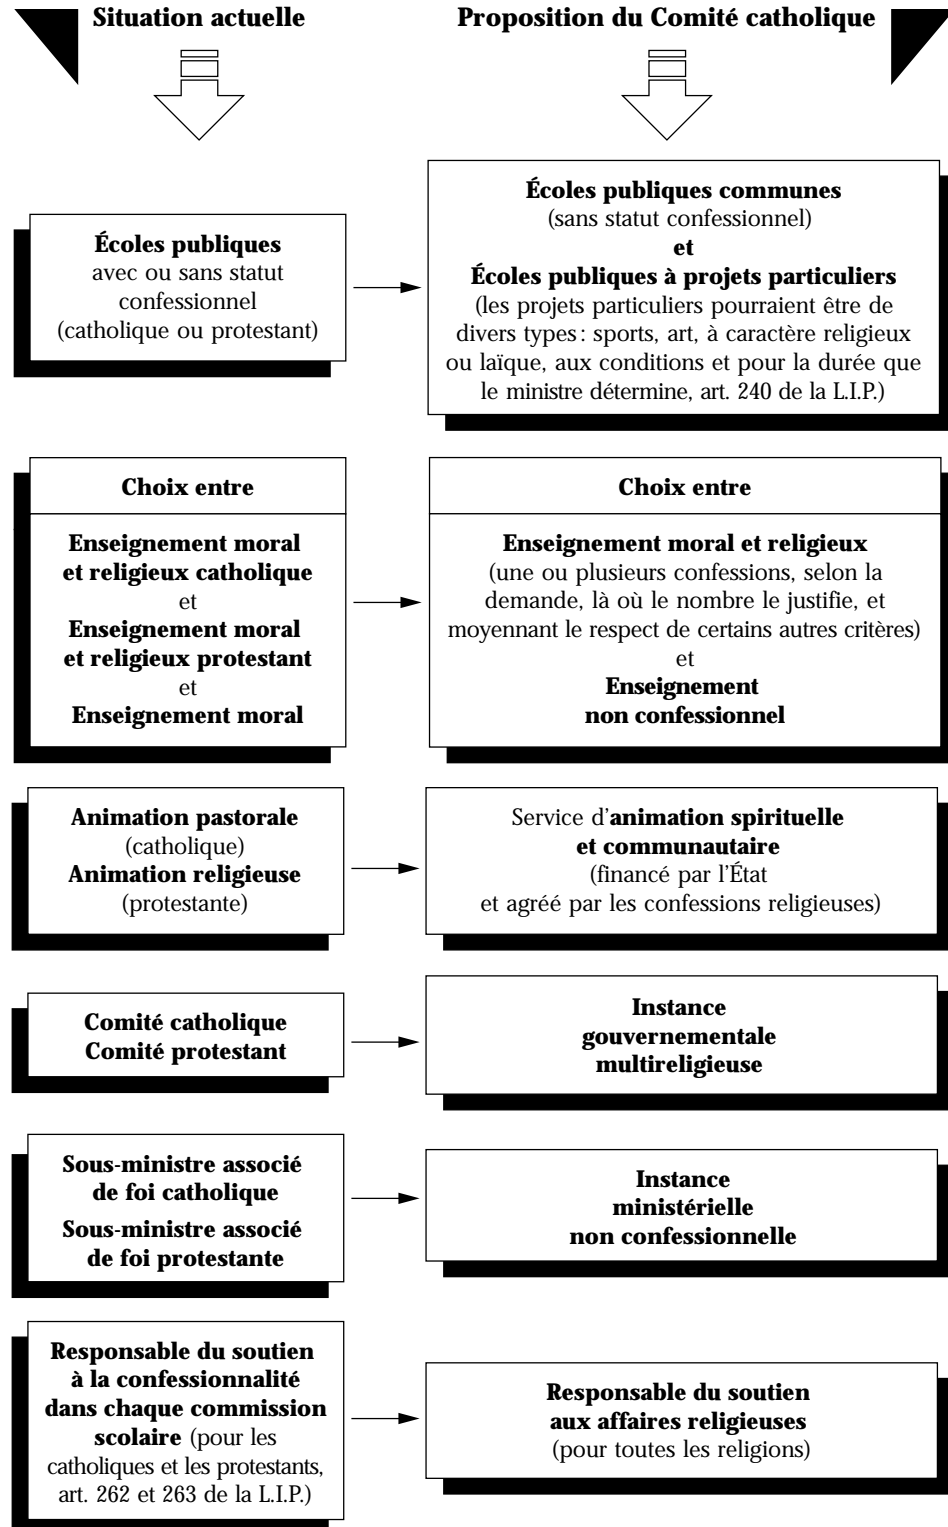 Situation actuelle
Proposition du Comité catholique
Écoles publiques
avec ou sans statut
confessionnel
(catholique ou protestant)
Écoles publiques communes
(sans statut confessionnel)
et
Écoles publiques à projets particuliers
(les projets particuliers pourraient être de
divers types : sports, art, à caractère religieux
ou laïque, aux conditions et pour la durée que
le ministre détermine, art. 240 de la L.I.P.)
Choix entre
Enseignement moral
et religieux catholique
et
Enseignement moral
et religieux protestant
et
Enseignement moral
Choix entre
Enseignement moral et religieux
(une ou plusieurs confessions, selon la
demande, là où le nombre le justifie, et
moyennant le respect de certains autres critères)
et
Enseignement
non confessionnel
Animation pastorale
(catholique)
Animation religieuse
(protestante)
Service d'animation spirituelle
et communautaire
(financé par l'État
et agréé par les confessions religieuses)
Comité catholique
Comité protestant
Instance
gouvernementale
multireligieuse
Sous-ministre associé
de foi catholique
Sous-ministre associé
de foi protestante
Instance
ministérielle
non confessionnelle
Responsable du soutien
à la confessionnalité
dans chaque commission
scolaire (pour les
catholiques et les protestants,
art. 262 et 263 de la L.I.P.)
Responsable du soutien
aux affaires religieuses
(pour toutes les religions)